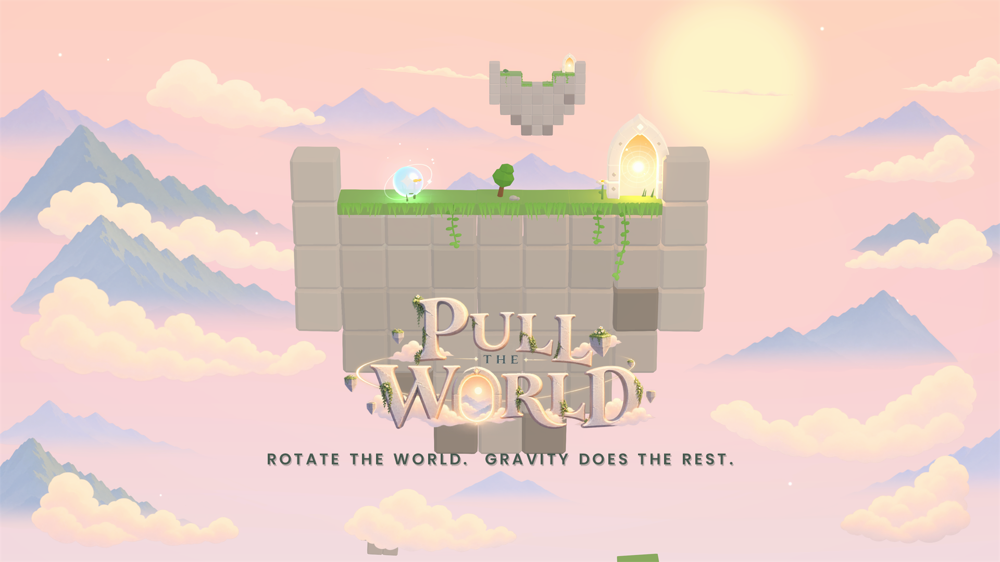 PULL
THE
WORLD
ROTATE THE WORLD. GRAVITY DOES THE REST.